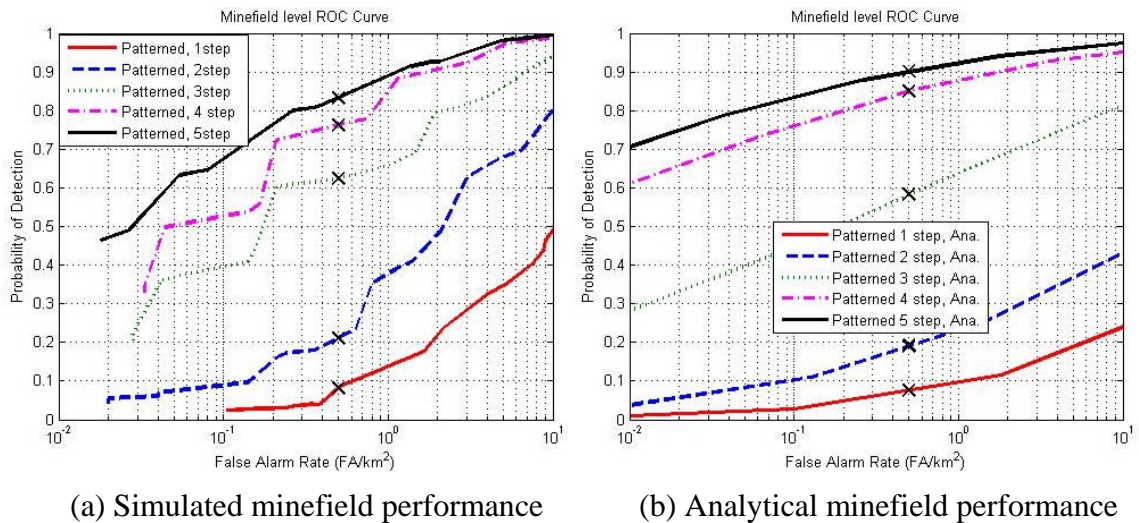 Minefield level ROC Curve
Patterned, 1step
Patterned, 2step
Patterned, 3step
Patterned, 4 step
Patterned, 5step
1
0.9
0.8
0.7
0.6
0.5
0.4
0.3
0.2
0.1
0
Probability of Detection
10-2
10-1
100
101
False Alarm Rate (FA/km2)
(a) Simulated minefield performance
Minefield level ROC Curve
1
0.9
0.8
0.7
0.6
0.5
0.4
0.3
0.2
0.1
0
Probability of Detection
Patterned 1 step, Ana.
Patterned 2 step, Ana.
Patterned 3 step, Ana.
Patterned 4 step, Ana.
Patterned 5 step, Ana.
10-2
10-1
100
101
False Alarm Rate (FA/km2)
(b) Analytical minefield performance